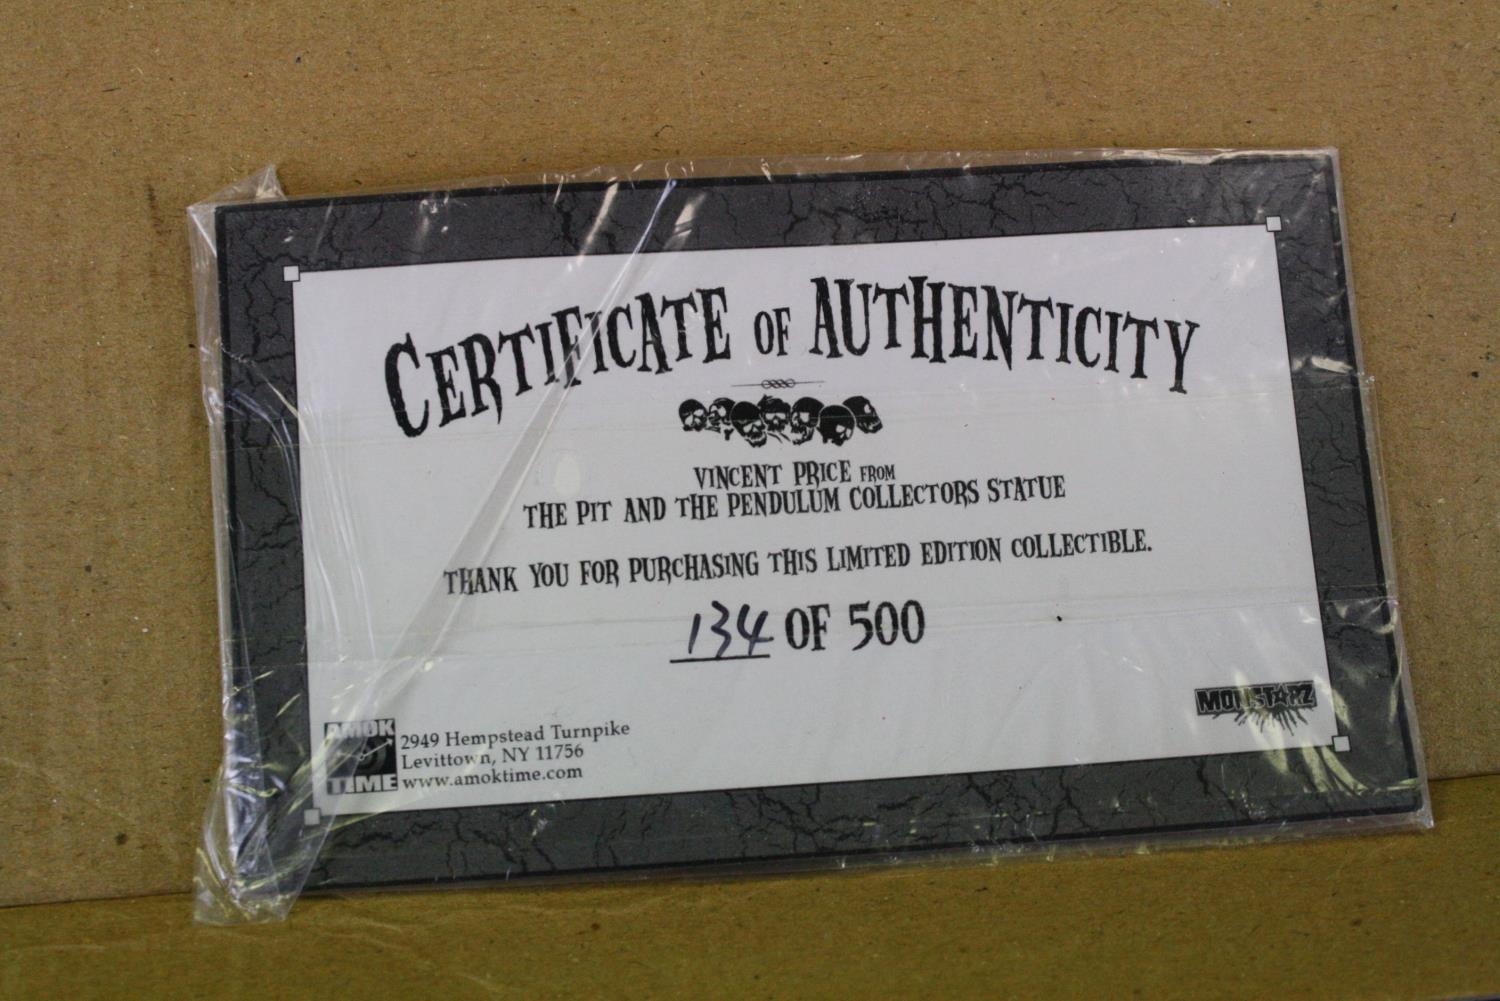 CERTIFICATE OF AUTHENTICITY
VINCENT PRICE FROM
THE PIT AND THE PENDULUM COLLECTORS STATUE
THANK YOU FOR PURCHASING THIS LIMITED EDITION COLLECTIBLE.
134 OF 500
MONSTARZ
AMOK
TIME
2949 Hempstead Turnpike
Levittown, NY 11756
www.amoktime.com